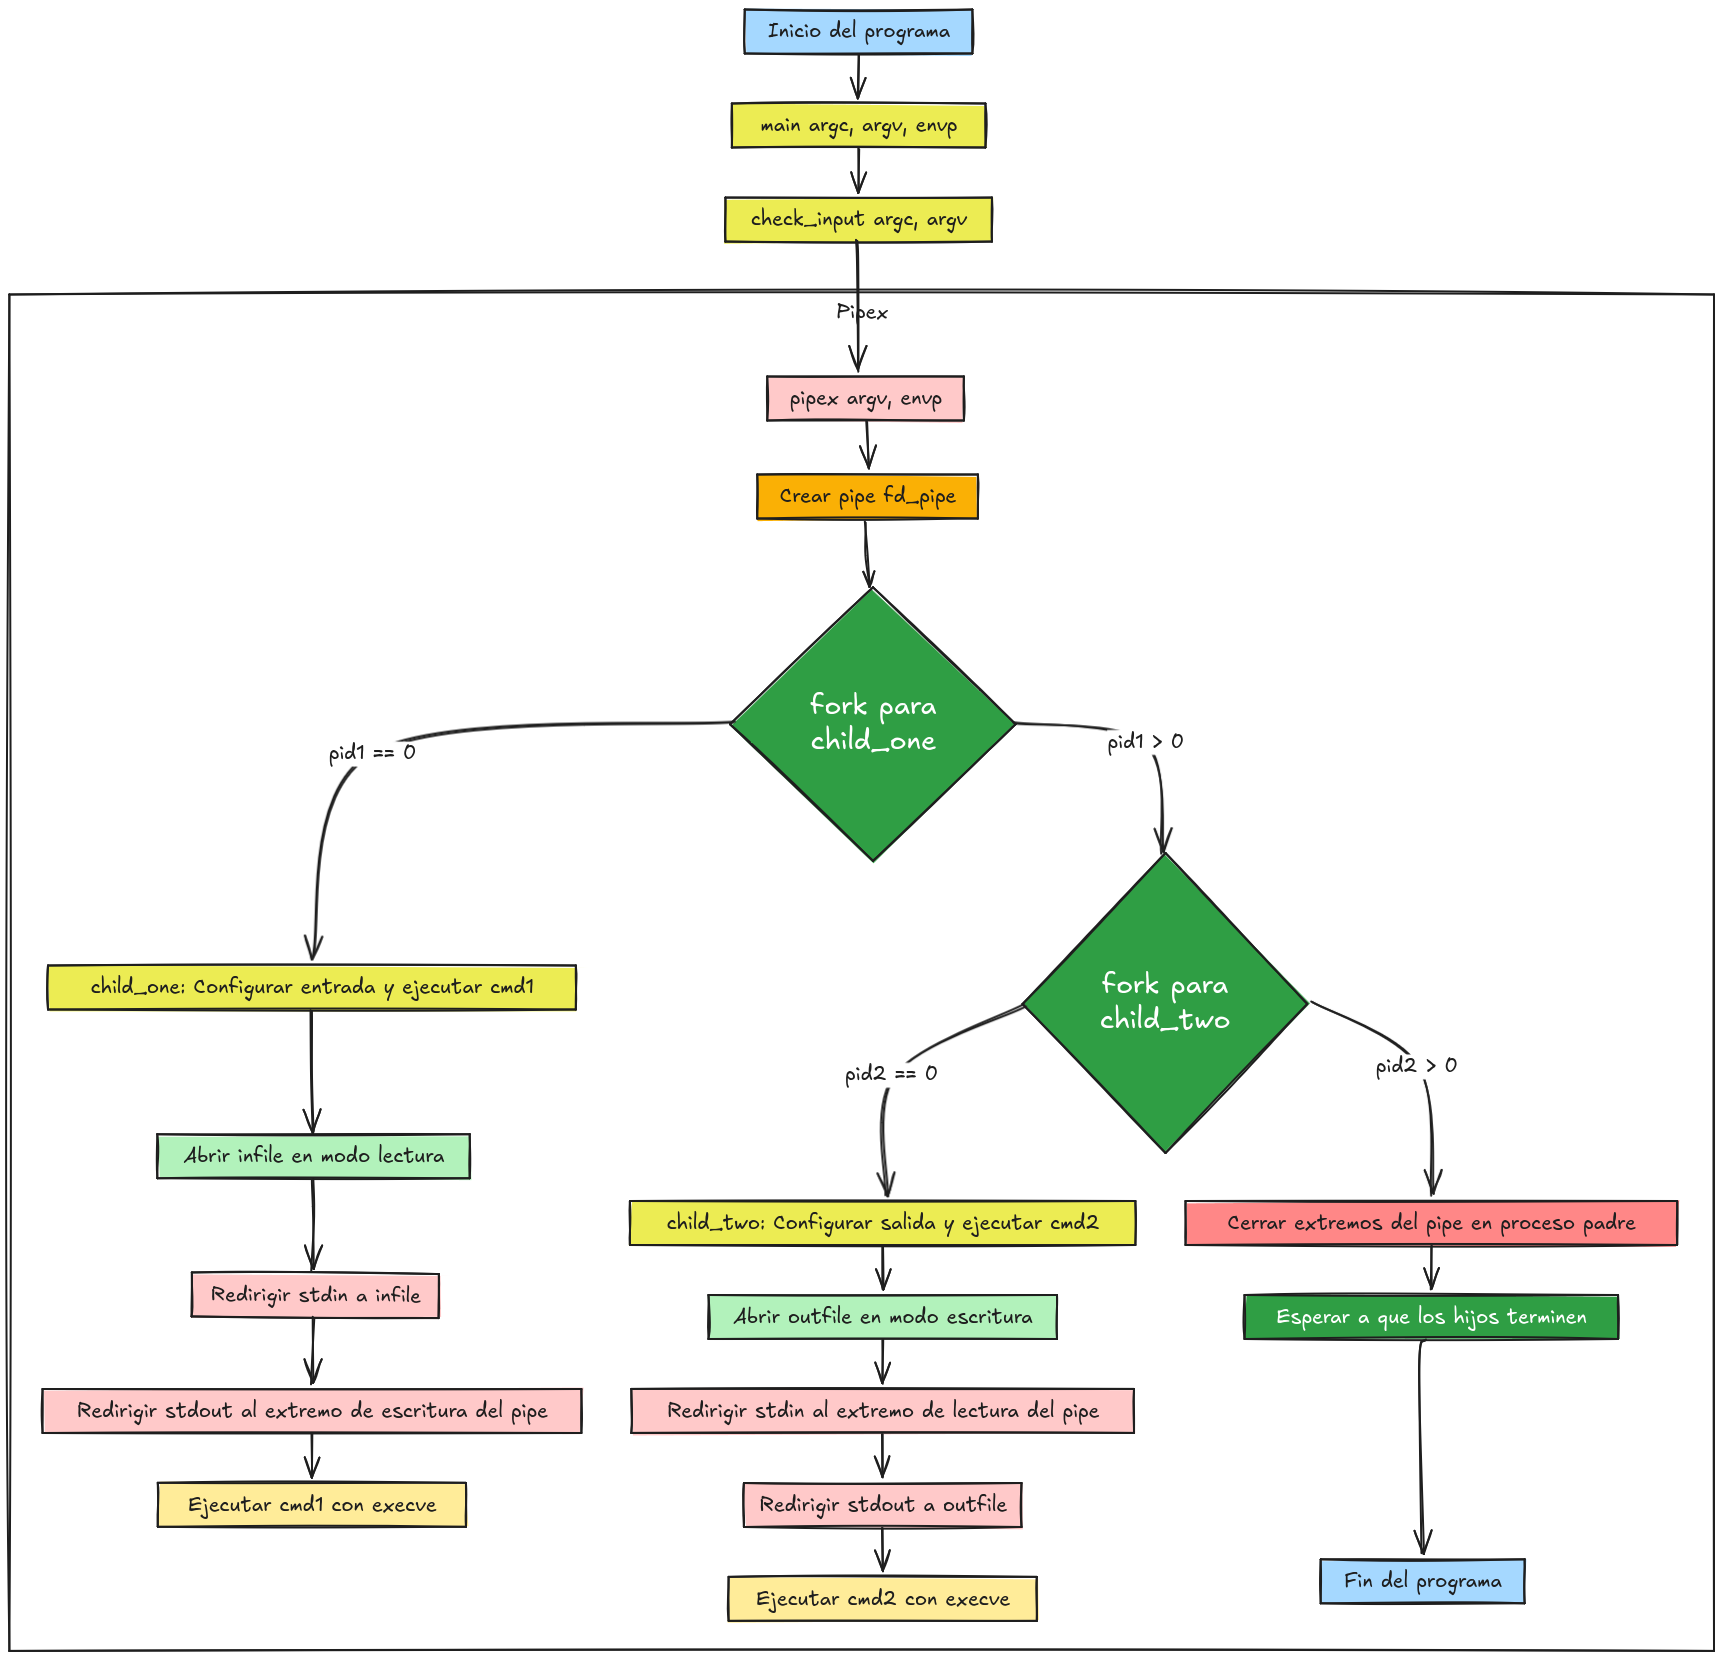 Inicio del programa
main argc, argv, envp
check_input argc, argv
Pipex
pipex argv, envp
Crear pipe fd_pipe
fork para
child_one
pid1 == 0
pid1 > 0
child_one: Configurar entrada y ejecutar cmd1
Abrir infile en modo lectura
Redirigir stdin a infile
Redirigir stdout al extremo de escritura del pipe
Ejecutar cmd1 con execve
fork para
child_two
pid2 == 0
pid2 > 0
child_two: Configurar salida y ejecutar cmd2
Abrir outfile en modo escritura
Redirigir stdin al extremo de lectura del pipe
Redirigir stdout a outfile
Ejecutar cmd2 con execve
Cerrar extremos del pipe en proceso padre
Esperar a que los hijos terminen
Fin del programa